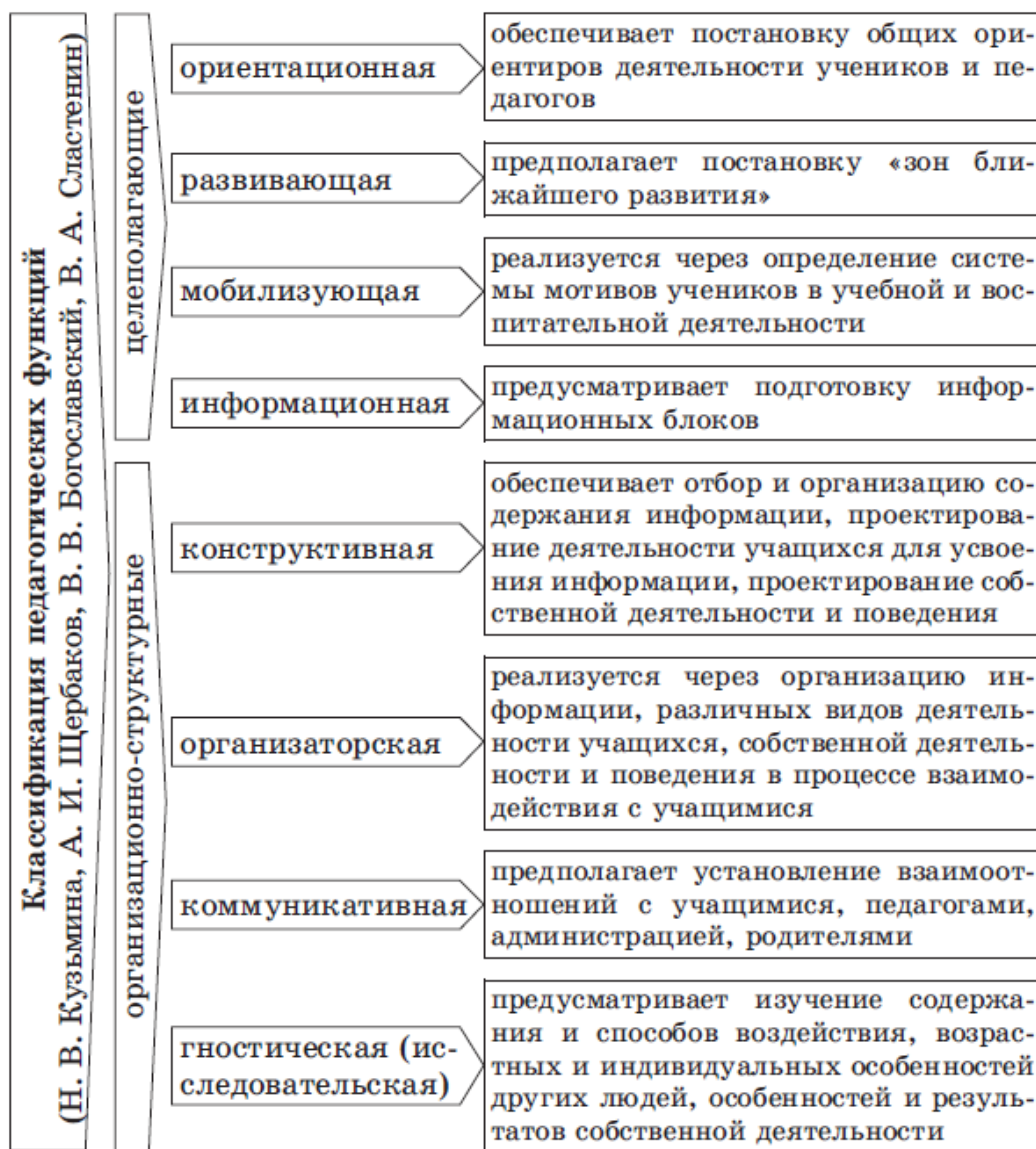 Классификация педагогических функций
(Н. В. Кузьмина, А. И. Щербаков, В. В. Богославский, В. А. Сластенин)
целеполагающие
ориентационная
обеспечивает постановку общих ори-
ентиров деятельности учеников и пе-
дагогов
развивающая
предполагает постановку «зон бли-
жайшего развития»
мобилизующая
реализуется через определение систе-
мы мотивов учеников в учебной и вос-
питательной деятельности
информационная
предусматривает подготовку инфор-
мационных блоков
организационно-структурные
конструктивная
обеспечивает отбор и организацию со-
держания информации, проектирова-
ние деятельности учащихся для усвое-
ния информации, проектирование соб-
ственной деятельности и поведения
организаторская
реализуется через организацию ин-
формации, различных видов деятель-
ности учащихся, собственной деятель-
ности и поведения в процессе взаимо-
действия с учащимися
коммуникативная
предполагает установление взаимоот-
ношений с учащимися, педагогами,
администрацией, родителями
гностическая (ис-
следовательская)
предусматривает изучение содержа-
ния и способов воздействия, возрас-
тных и индивидуальных особенностей
других людей, особенностей и резуль-
татов собственной деятельности